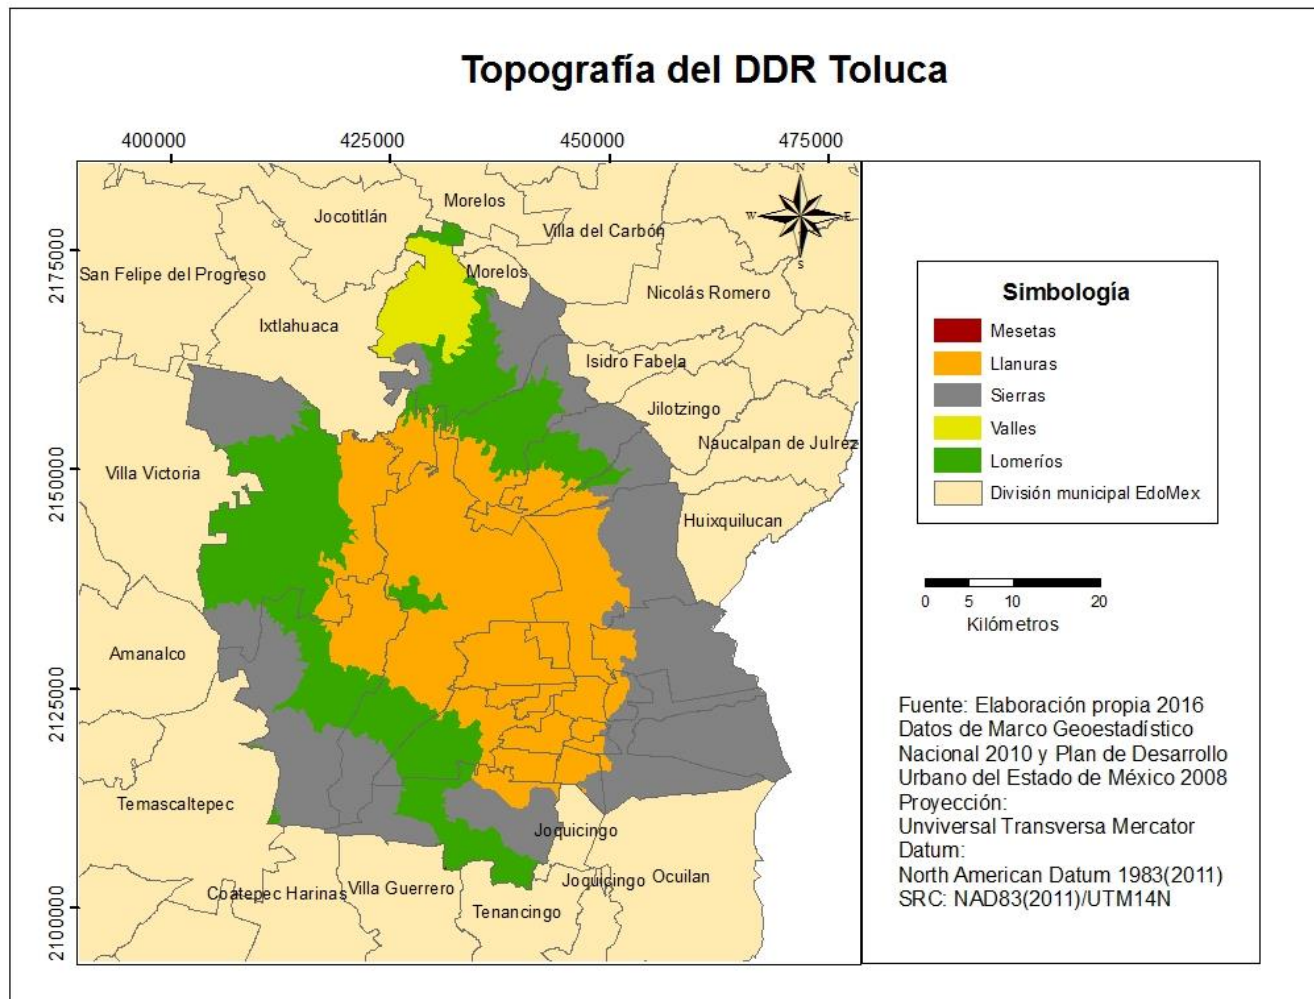 Topografía del DDR Toluca
400000
425000
450000
475000
2175000
2150000
2125000
2100000
N
W
E
S
Morelos
Jocotitlán
Villa del Carbón
San Felipe del Progreso
Morelos
Nicolás Romero
Ixtlahuaca
Isidro Fabela
Jilotzingo
Naucalpan de Julrez
Villa Victoria
Huixquilucan
Amanalco
Temascaltepec
Joquicingo
Coatepec Harinas
Villa Guerrero
Joquicingo
Ocuilan
Tenancingo
Simbología
Mesetas
Llanuras
Sierras
Valles
Lomeríos
División municipal EdoMex
0 5 10 20
Kilómetros
Fuente: Elaboración propia 2016
Datos de Marco Geoestadístico
Nacional 2010 y Plan de Desarrollo
Urbano del Estado de México 2008
Proyección:
Unviversal Transversa Mercator
Datum:
North American Datum 1983(2011)
SRC: NAD83(2011)/UTM14N